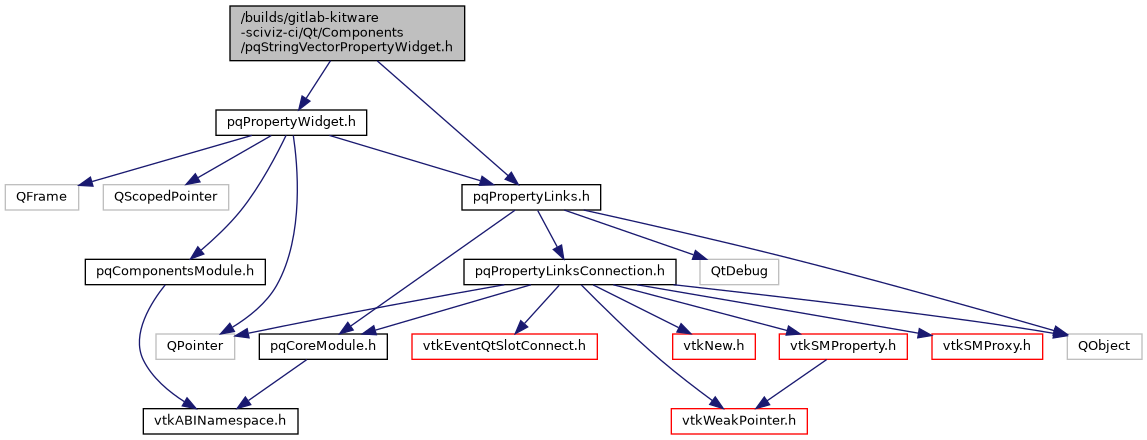 /builds/gitlab-kitware
-sciviz-ci/Qt/Components
/pqStringVectorPropertyWidget.h
pqPropertyWidget.h
QFrame
QScopedPointer
pqPropertyLinks.h
pqComponentsModule.h
pqPropertyLinksConnection.h
QtDebug
QPointer
pqCoreModule.h
vtkEventQtSlotConnect.h
vtkNew.h
vtkSMProperty.h
vtkSMProxy.h
QObject
vtkABINamespace.h
vtkWeakPointer.h